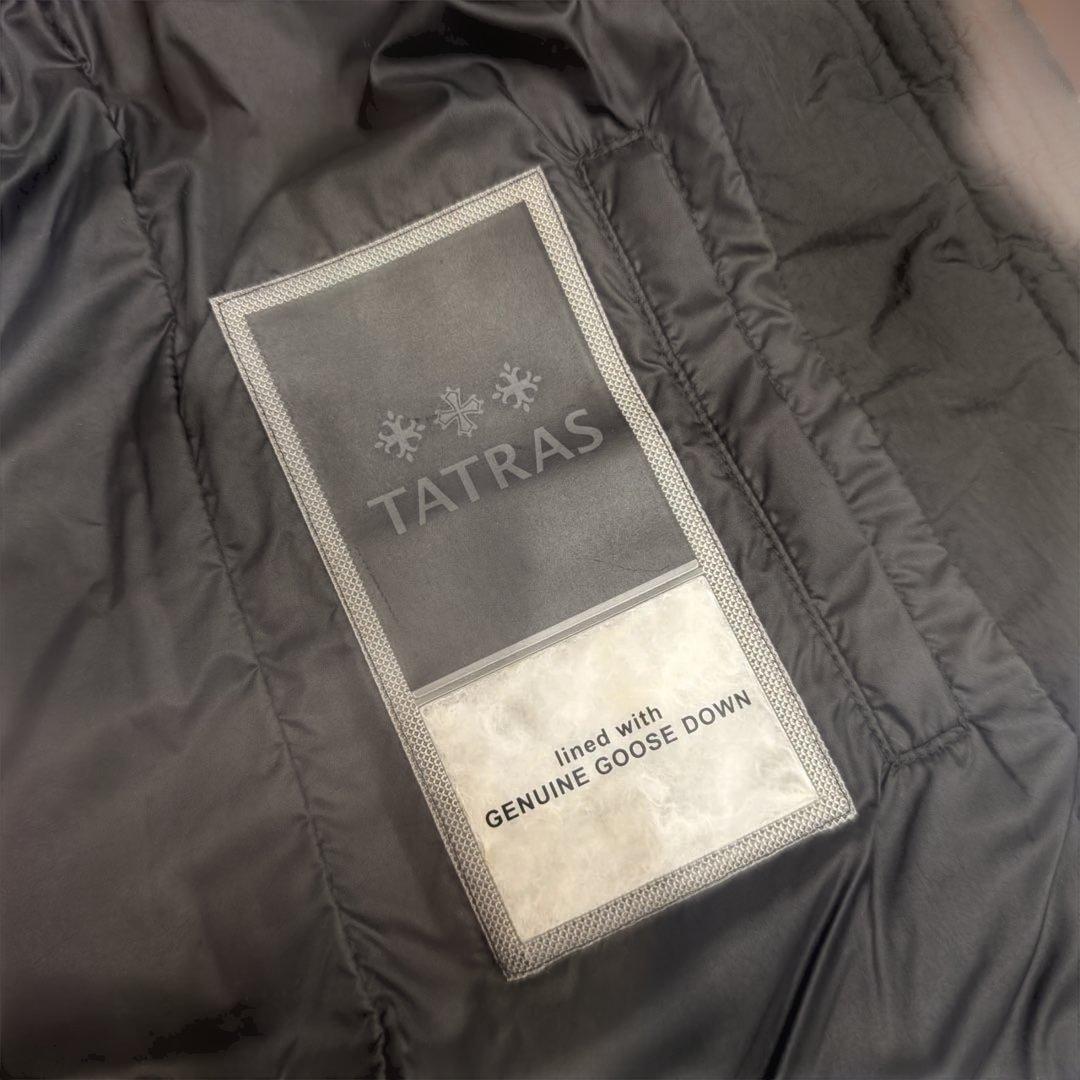 TATRAS
lined with
GENUINE GOOSE DOWN